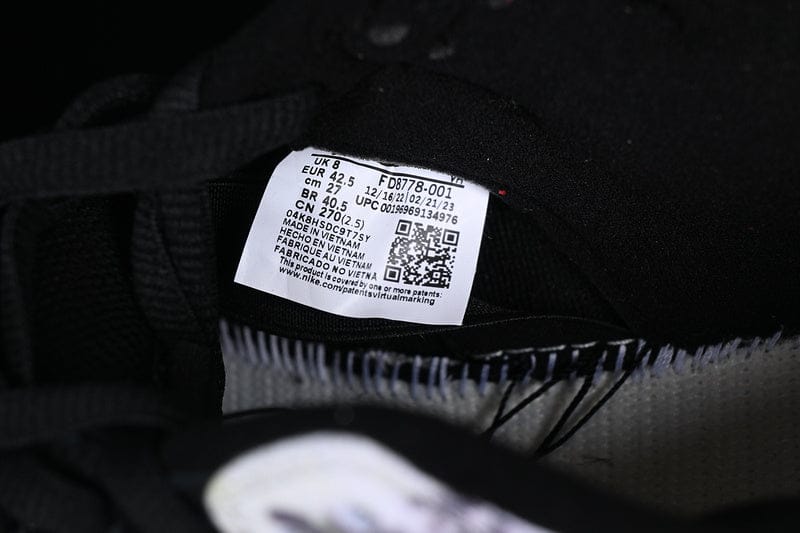 UK 8
EUR 42.5
cm 27
BR 40.5
CN 270(2.5)
04K8HSDC9T7SY
MADE IN VIETNAM
HECHO EN VIETNAM
FABRIQUE AU VIETNAM
FABRICADO NO VIETNA
This product is covered by one or more patents:
www.nike.com/patentsvirtualmarking
FD8778-001
12/16/22 02/21/23
UPC 00196969134976